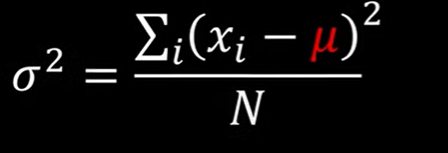 σ² = Σᵢ(xᵢ − μ)² / N